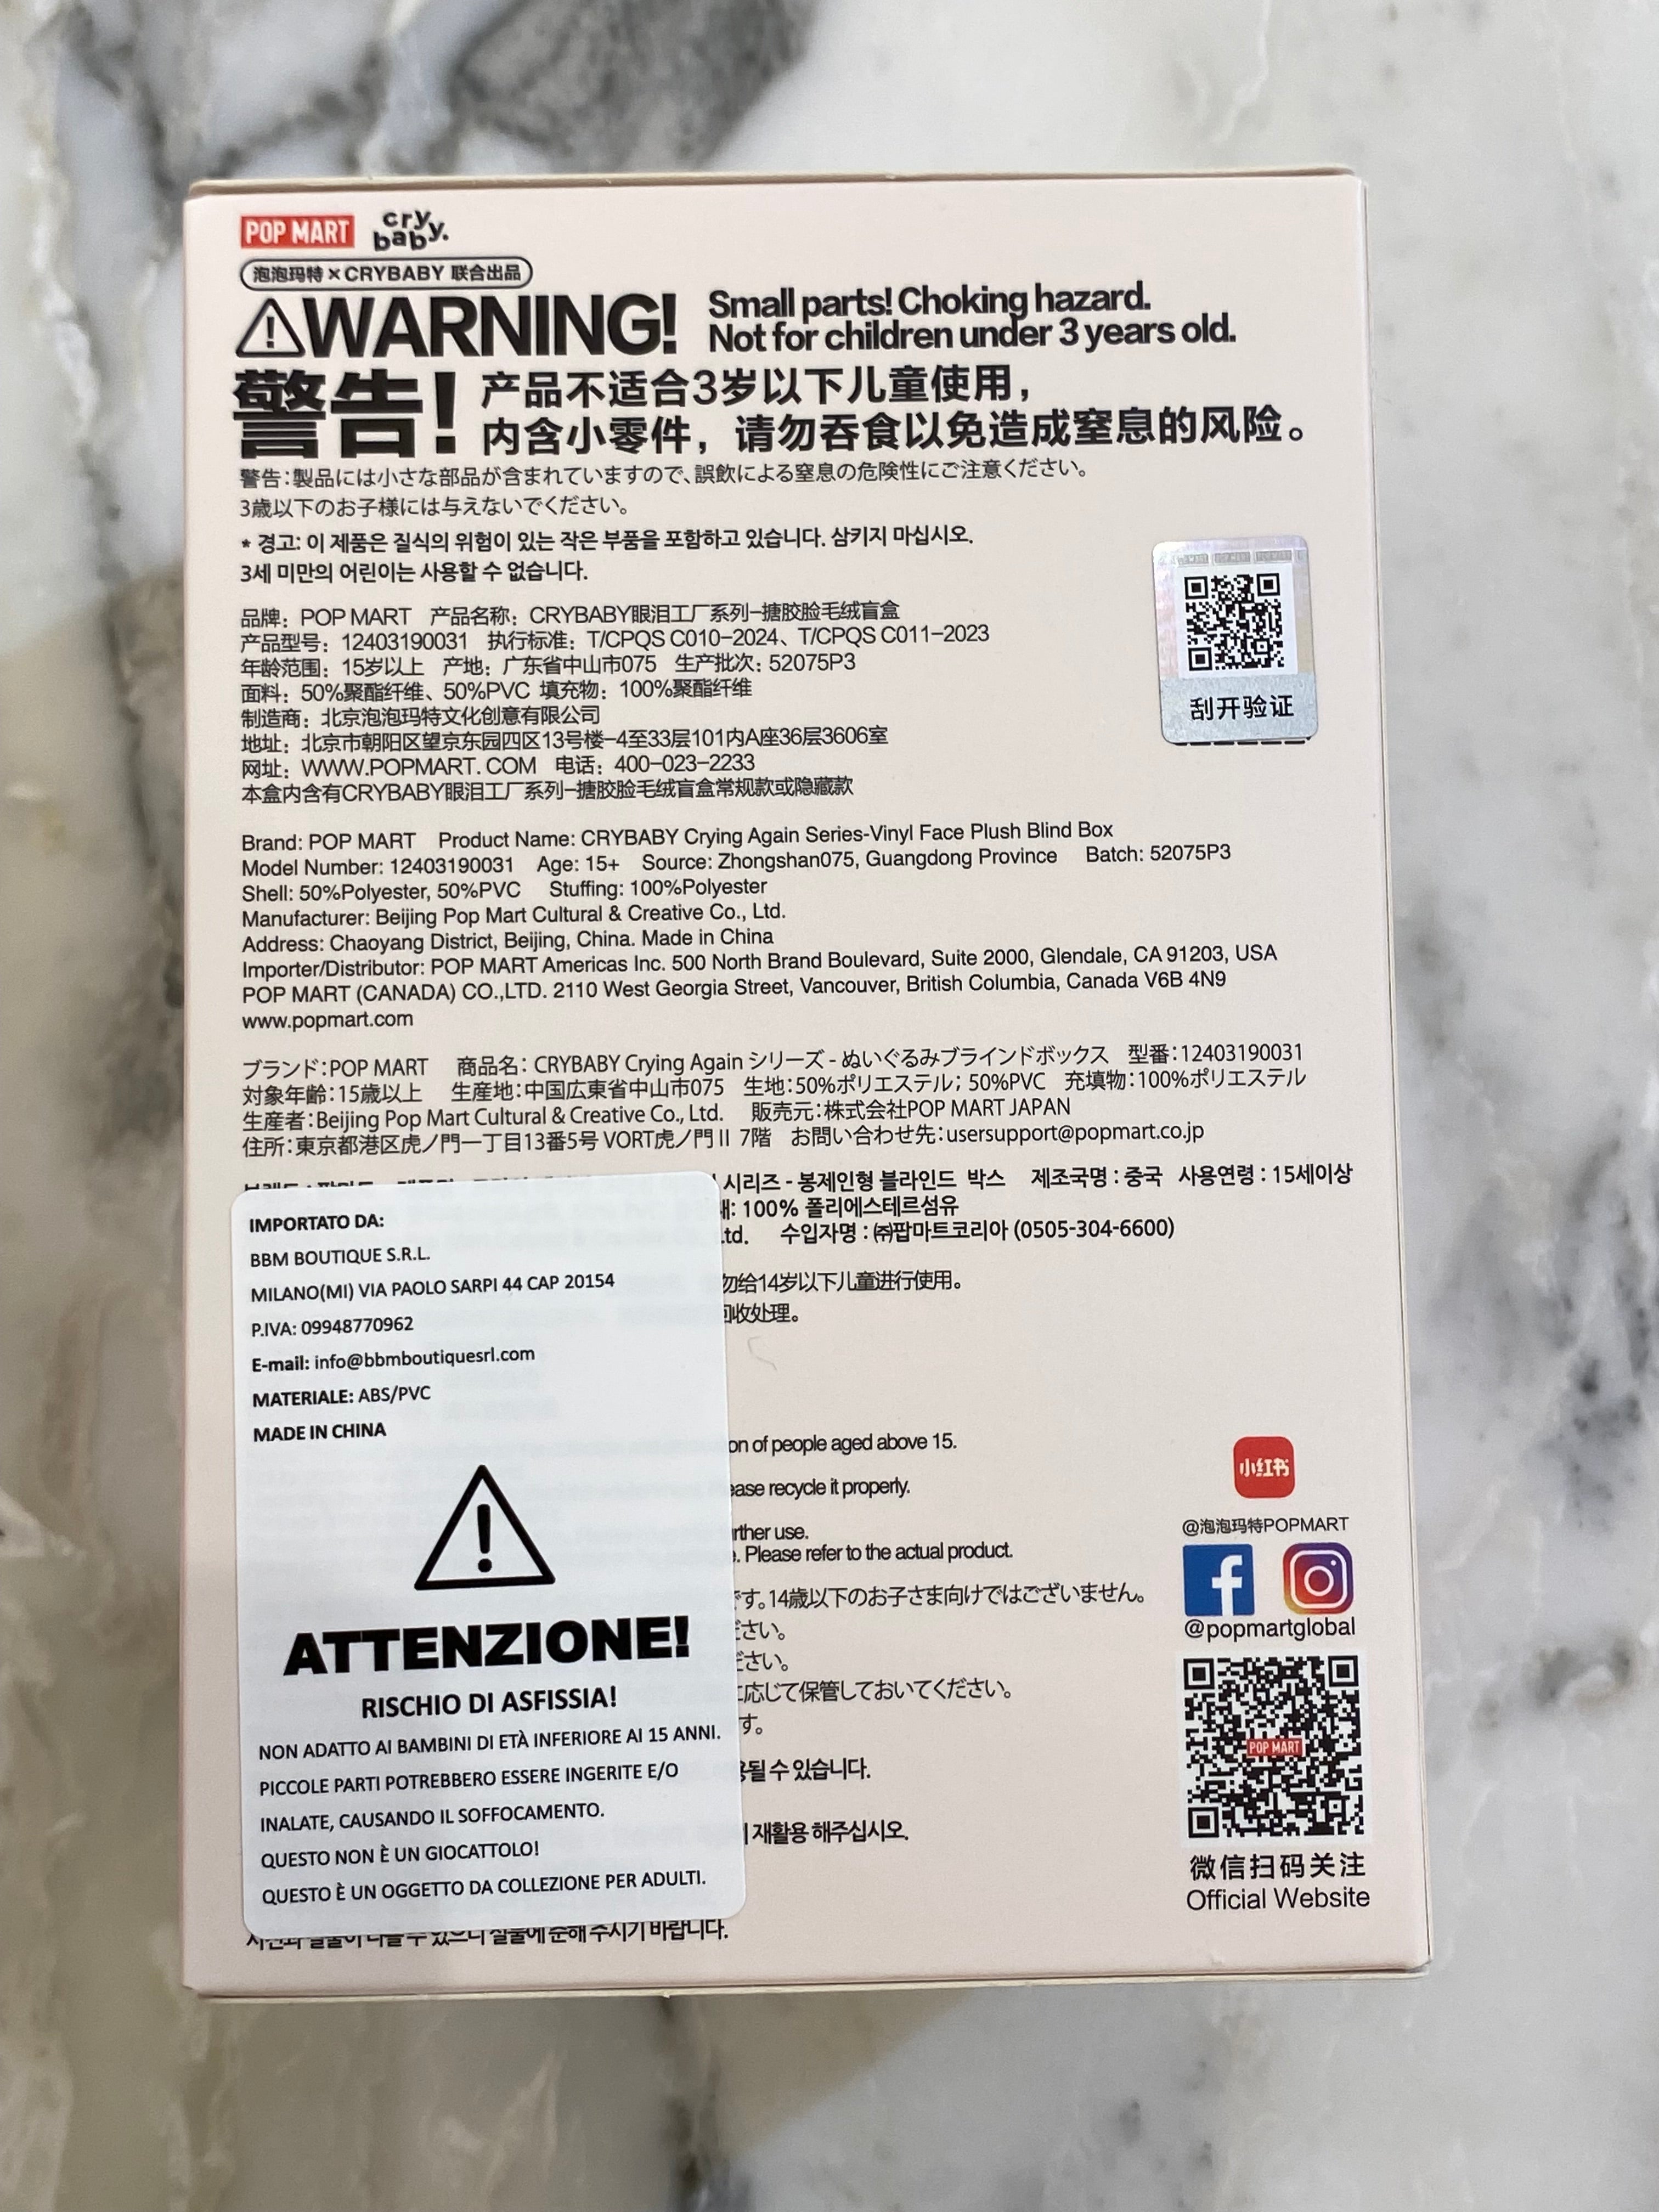 POP MART cry baby.
泡泡玛特×CRYBABY 联合出品
WARNING! Small parts! Choking hazard.
Not for children under 3 years old.
警告! 产品不适合3岁以下儿童使用，
内含小零件，请勿吞食以免造成窒息的风险。
警告：製品には小さな部品が含まれていますので、誤飲による窒息の危険性にご注意ください。
3歳以下のお子様には与えないでください。
* 경고: 이 제품은 질식의 위험이 있는 작은 부품을 포함하고 있습니다. 삼키지 마십시오.
3세 미만의 어린이는 사용할 수 없습니다.
刮开验证
品牌：POP MART 产品名称：CRYBABY眼泪工厂系列-搪胶脸毛绒盲盒
产品型号：12403190031 执行标准：T/CPQS C010-2024、T/CPQS C011-2023
年龄范围：15岁以上 产地：广东省中山市075 生产批次：52075P3
面料：50%聚酯纤维、50%PVC 填充物：100%聚酯纤维
制造商：北京泡泡玛特文化创意有限公司
地址：北京市朝阳区望京东园四区13号楼-4至33层101内A座36层3606室
网址：WWW.POPMART. COM 电话：400-023-2233
本盒内含有CRYBABY眼泪工厂系列-搪胶脸毛绒盲盒常规款或隐藏款
Brand: POP MART Product Name: CRYBABY Crying Again Series-Vinyl Face Plush Blind Box
Model Number: 12403190031 Age: 15+ Source: Zhongshan075, Guangdong Province Batch: 52075P3
Shell: 50%Polyester, 50%PVC Stuffing: 100%Polyester
Manufacturer: Beijing Pop Mart Cultural & Creative Co., Ltd.
Address: Chaoyang District, Beijing, China. Made in China
Importer/Distributor: POP MART Americas Inc. 500 North Brand Boulevard, Suite 2000, Glendale, CA 91203, USA
POP MART (CANADA) CO.,LTD. 2110 West Georgia Street, Vancouver, British Columbia, Canada V6B 4N9
www.popmart.com
ブランド：POP MART 商品名：CRYBABY Crying Again シリーズ - ぬいぐるみブラインドボックス 型番：12403190031
対象年齢：15歳以上 生産地：中国広東省中山市075 生地：50%ポリエステル；50%PVC 充填物：100%ポリエステル
生産者：Beijing Pop Mart Cultural & Creative Co., Ltd. 販売元：株式会社POP MART JAPAN
住所：東京都港区虎ノ門一丁目13番5号 VORT虎ノ門II 7階 お問い合わせ先：usersupport@popmart.co.jp
시리즈 - 봉제인형 블라인드 박스 제조국명 : 중국 사용연령 : 15세이상
: 100% 폴리에스테르섬유
td. 수입자명 : ㈜팝마트코리아 (0505-304-6600)
勿给14岁以下儿童进行使用。
收处理。
on of people aged above 15.
ease recycle it properly.
rther use.
. Please refer to the actual product.
です。14歳以下のお子さま向けではございません。
ださい。
ださい。
に応じて保管しておいてください。
す。
될 수 있습니다.
재활용 해주십시오.
실물에 준해 주시기 바랍니다.
IMPORTATO DA:
BBM BOUTIQUE S.R.L.
MILANO(MI) VIA PAOLO SARPI 44 CAP 20154
P.IVA: 09948770962
E-mail: info@bbmboutiquesrl.com
MATERIALE: ABS/PVC
MADE IN CHINA
ATTENZIONE!
RISCHIO DI ASFISSIA!
NON ADATTO AI BAMBINI DI ETÀ INFERIORE AI 15 ANNI.
PICCOLE PARTI POTREBBERO ESSERE INGERITE E/O
INALATE, CAUSANDO IL SOFFOCAMENTO.
QUESTO NON È UN GIOCATTOLO!
QUESTO È UN OGGETTO DA COLLEZIONE PER ADULTI.
小红书
@泡泡玛特POPMART
@popmartglobal
POP MART
微信扫码关注
Official Website